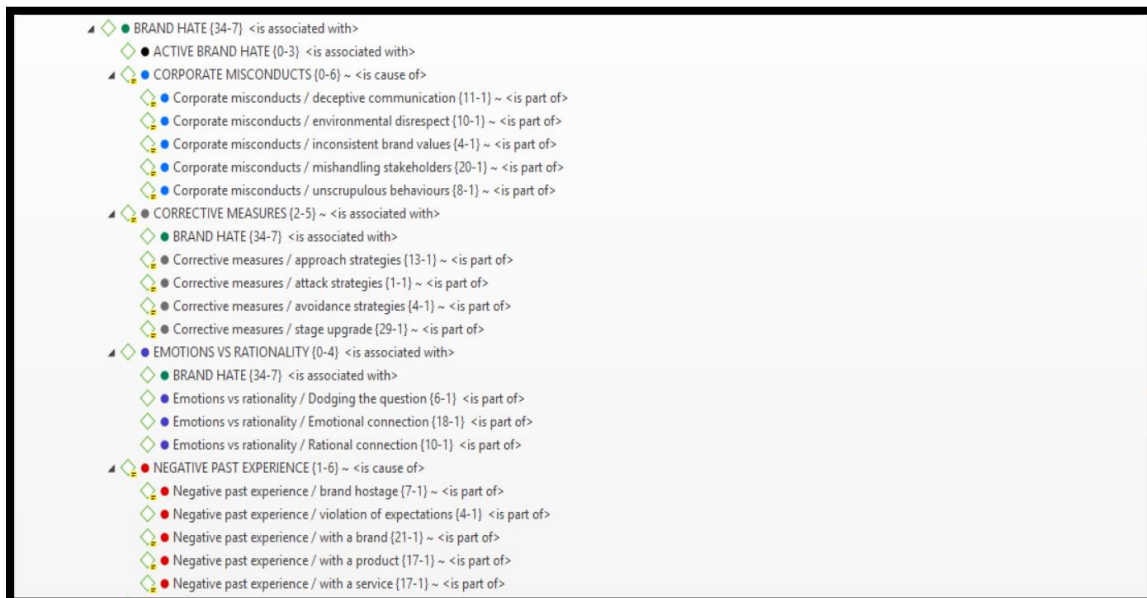 BRAND HATE {34-7} <is associated with>
ACTIVE BRAND HATE {0-3} <is associated with>
CORPORATE MISCONDUCTS {0-6} ~ <is cause of>
Corporate misconducts / deceptive communication {11-1} ~ <is part of>
Corporate misconducts / environmental disrespect {10-1} ~ <is part of>
Corporate misconducts / inconsistent brand values {4-1} ~ <is part of>
Corporate misconducts / mishandling stakeholders {20-1} ~ <is part of>
Corporate misconducts / unscrupulous behaviours {8-1} ~ <is part of>
CORRECTIVE MEASURES {2-5} ~ <is associated with>
BRAND HATE {34-7} <is associated with>
Corrective measures / approach strategies {13-1} ~ <is part of>
Corrective measures / attack strategies {1-1} ~ <is part of>
Corrective measures / avoidance strategies {4-1} ~ <is part of>
Corrective measures / stage upgrade {29-1} ~ <is part of>
EMOTIONS VS RATIONALITY {0-4} <is associated with>
BRAND HATE {34-7} <is associated with>
Emotions vs rationality / Dodging the question {6-1} <is part of>
Emotions vs rationality / Emotional connection {18-1} <is part of>
Emotions vs rationality / Rational connection {10-1} <is part of>
NEGATIVE PAST EXPERIENCE {1-6} ~ <is cause of>
Negative past experience / brand hostage {7-1} ~ <is part of>
Negative past experience / violation of expectations {4-1} <is part of>
Negative past experience / with a brand {21-1} ~ <is part of>
Negative past experience / with a product {17-1} ~ <is part of>
Negative past experience / with a service {17-1} ~ <is part of>